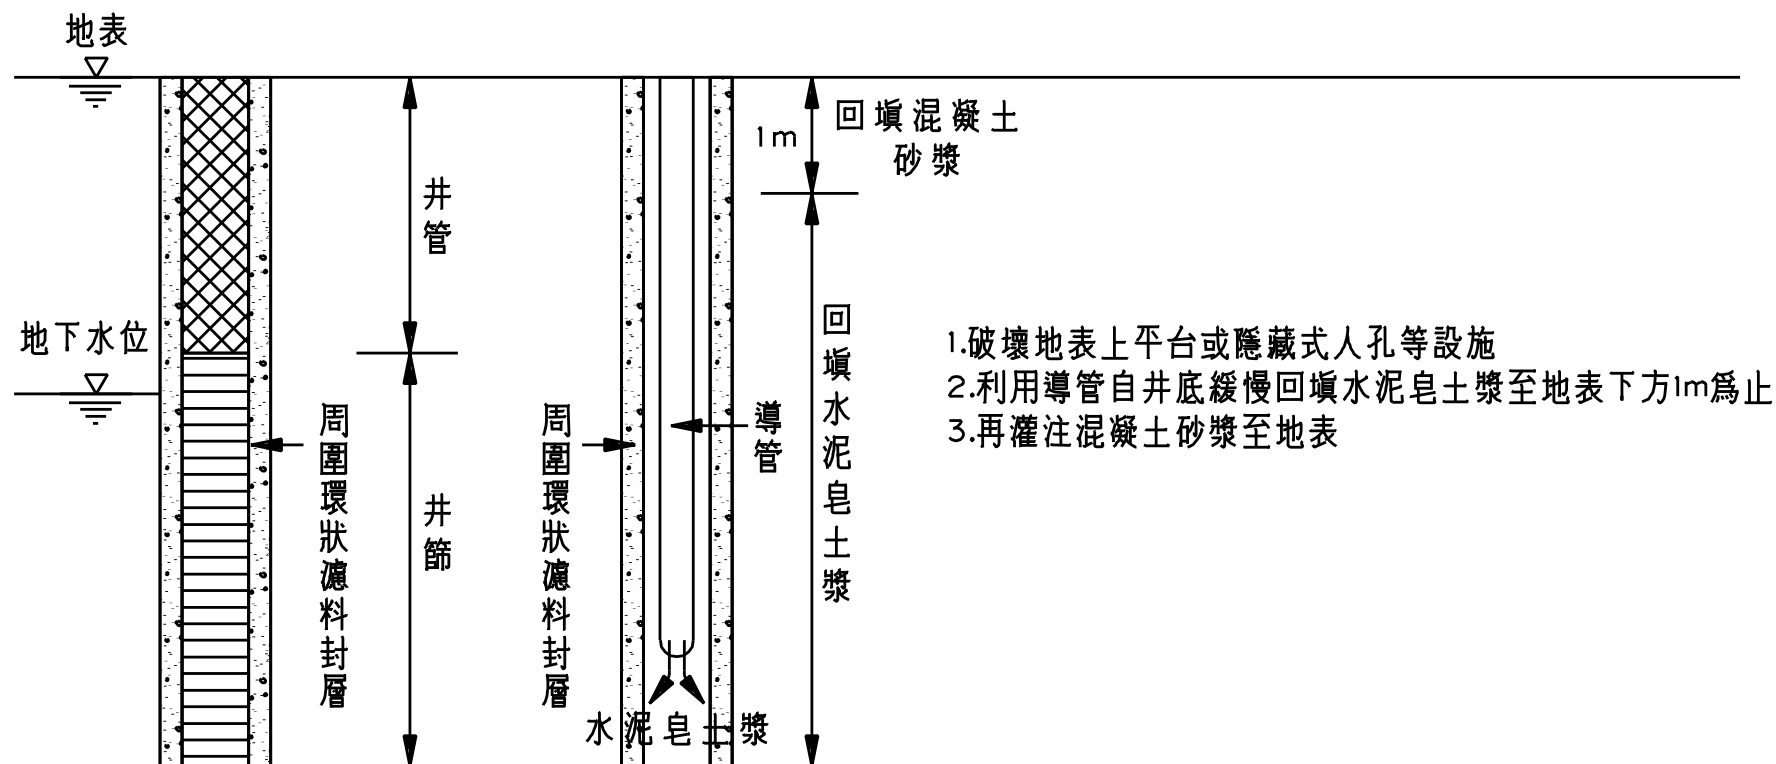 地表
地下水位
周圍環狀濾料封層
井管
井篩
周圍環狀濾料封層
導管
水泥皂土漿
1m
回填混凝土
砂漿
回填水泥皂土漿
1.破壞地表上平台或隱藏式人孔等設施
2.利用導管自井底緩慢回填水泥皂土漿至地表下方1m為止
3.再灌注混凝土砂漿至地表